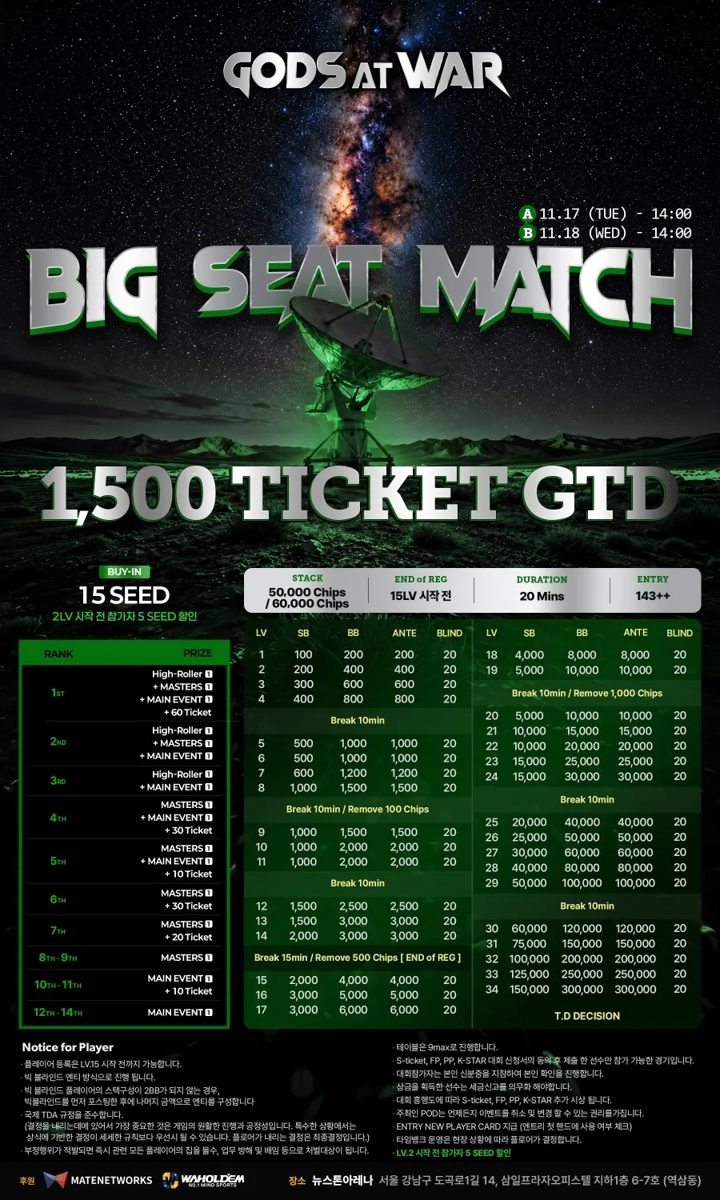 GODS AT WAR
A 11.17 (TUE) - 14:00
B 11.18 (WED) - 14:00
BIG SEAT MATCH
1,500 TICKET GTD
BUY-IN
15 SEED
2LV 시작 전 참가자 5 SEED 할인
STACK
50,000 Chips
/ 60,000 Chips
END of REG
15LV 시작 전
DURATION
20 Mins
ENTRY
143++
RANK PRIZE
1ST
High-Roller 1
+ MASTERS 1
+ MAIN EVENT 1
+ 60 Ticket
2ND
High-Roller 1
+ MASTERS 1
+ MAIN EVENT 1
3RD
High-Roller 1
+ MAIN EVENT 1
4TH
MASTERS 1
+ MAIN EVENT 1
+ 30 Ticket
5TH
MASTERS 1
+ MAIN EVENT 1
+ 10 Ticket
6TH
MASTERS 1
+ 30 Ticket
7TH
MASTERS 1
+ 20 Ticket
8TH - 9TH MASTERS 1
10TH - 11TH
MAIN EVENT 1
+ 10 Ticket
12TH - 14TH MAIN EVENT 1
LV SB BB ANTE BLIND
1 100 200 200 20
2 200 400 400 20
3 300 600 600 20
4 400 800 800 20
Break 10min
5 500 1,000 1,000 20
6 500 1,000 1,000 20
7 600 1,200 1,200 20
8 1,000 1,500 1,500 20
Break 10min / Remove 100 Chips
9 1,000 1,500 1,500 20
10 1,000 2,000 2,000 20
11 1,000 2,000 2,000 20
Break 10min
12 1,500 2,500 2,500 20
13 1,500 3,000 3,000 20
14 2,000 3,000 3,000 20
Break 15min / Remove 500 Chips [ END of REG ]
15 2,000 4,000 4,000 20
16 3,000 5,000 5,000 20
17 3,000 6,000 6,000 20
LV SB BB ANTE BLIND
18 4,000 8,000 8,000 20
19 5,000 10,000 10,000 20
Break 10min / Remove 1,000 Chips
20 5,000 10,000 10,000 20
21 10,000 15,000 15,000 20
22 10,000 20,000 20,000 20
23 15,000 25,000 25,000 20
24 15,000 30,000 30,000 20
Break 10min
25 20,000 40,000 40,000 20
26 25,000 50,000 50,000 20
27 30,000 60,000 60,000 20
28 40,000 80,000 80,000 20
29 50,000 100,000 100,000 20
Break 10min
30 60,000 120,000 120,000 20
31 75,000 150,000 150,000 20
32 100,000 200,000 200,000 20
33 125,000 250,000 250,000 20
34 150,000 300,000 300,000 20
T.D DECISION
Notice for Player
· 플레이어 등록은 LV.15 시작 전까지 가능합니다.
· 빅 블라인드 엔티 방식으로 진행 됩니다.
· 빅 블라인드 플레이어의 스택구성이 2BB가 되지 않는 경우,
빅블라인드를 먼저 포스팅한 후에 나머지 금액으로 엔티를 구성합니다
· 국제 TDA 규정을 준수합니다.
(결정을 내리는데에 있어서 가장 중요한 것은 게임의 원활한 진행과 공정성입니다. 특수한 상황에서는
상식에 기반한 결정이 세세한 규칙보다 우선시 될 수 있습니다. 플로어가 내리는 결정은 최종결정입니다.)
· 부정행위가 적발되면 즉시 관련 모든 플레이어의 칩을 몰수, 업무 방해 및 배임 등으로 처벌대상이 됩니다.
· 테이블은 9max로 진행합니다.
· S-ticket, FP, PP, K-STAR 대회 신청서의 동의 후 제출 한 선수만 참가 가능한 경기입니다.
· 대회참가자는 본인 신분증을 지참하여 본인 확인을 진행합니다.
· 상금을 획득한 선수는 세금신고를 의무화 해야합니다.
· 대회 흥행도에 따라 S-ticket, FP, PP, K-STAR 추가 시상 됩니다.
· 주최인 POD는 언제든지 이벤트를 취소 및 변경 할 수 있는 권리를가집니다.
· ENTRY NEW PLAYER CARD 지급 (엔트리 첫 핸드에 사용 여부 체크)
· 타임뱅크 운영은 현장 상황에 따라 플로어가 결정합니다.
· LV.2 시작 전 참가자 5 SEED 할인
후원 MATENETWORKS WAHOLDEM NO.1 MIND SPORTS
장소 뉴스톤아레나 서울 강남구 도곡로1길 14, 삼일프라자오피스텔 지하1층 6-7호 (역삼동)